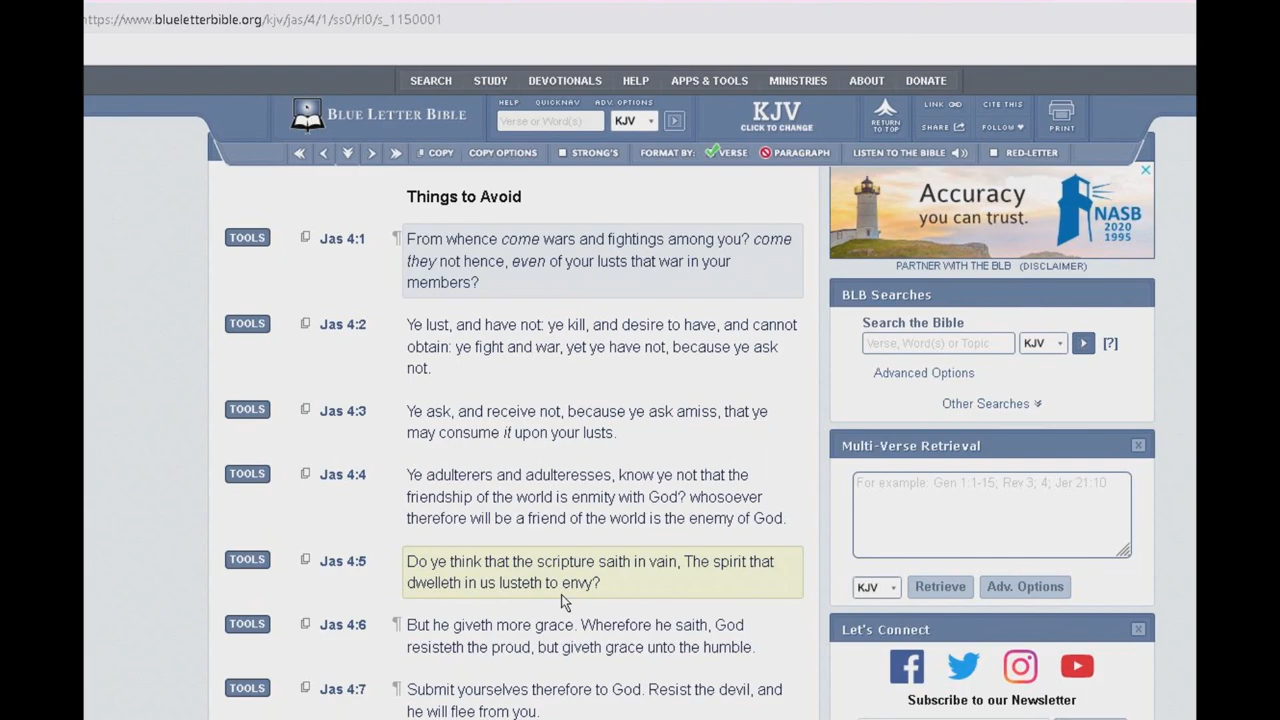 https://www.blueletterbible.org/kjv/jas/4/1/ss0/rl0/s_1150001
SEARCH STUDY DEVOTIONALS HELP APPS & TOOLS MINISTRIES ABOUT DONATE
BLUE LETTER BIBLE
HELP QUICKNAV ADV. OPTIONS
Verse or Word(s) KJV
KJV
CLICK TO CHANGE
RETURN
TO TOP
LINK CITE THIS
SHARE FOLLOW
PRINT
COPY COPY OPTIONS STRONG'S FORMAT BY: VERSE PARAGRAPH LISTEN TO THE BIBLE RED-LETTER
Things to Avoid
TOOLS Jas 4:1 ¶ From whence come wars and fightings among you? come
they not hence, even of your lusts that war in your
members?
TOOLS Jas 4:2 Ye lust, and have not: ye kill, and desire to have, and cannot
obtain: ye fight and war, yet ye have not, because ye ask
not.
TOOLS Jas 4:3 Ye ask, and receive not, because ye ask amiss, that ye
may consume it upon your lusts.
TOOLS Jas 4:4 Ye adulterers and adulteresses, know ye not that the
friendship of the world is enmity with God? whosoever
therefore will be a friend of the world is the enemy of God.
TOOLS Jas 4:5 Do ye think that the scripture saith in vain, The spirit that
dwelleth in us lusteth to envy?
TOOLS Jas 4:6 ¶ But he giveth more grace. Wherefore he saith, God
resisteth the proud, but giveth grace unto the humble.
TOOLS Jas 4:7 ¶ Submit yourselves therefore to God. Resist the devil, and
he will flee from you.
Accuracy
you can trust.
NASB
2020
1995
PARTNER WITH THE BLB (DISCLAIMER)
BLB Searches
Search the Bible
Verse, Word(s) or Topic KJV [?]
Advanced Options
Other Searches
Multi-Verse Retrieval
For example: Gen 1:1-15; Rev 3; 4; Jer 21:10
KJV Retrieve Adv. Options
Let's Connect
Subscribe to our Newsletter